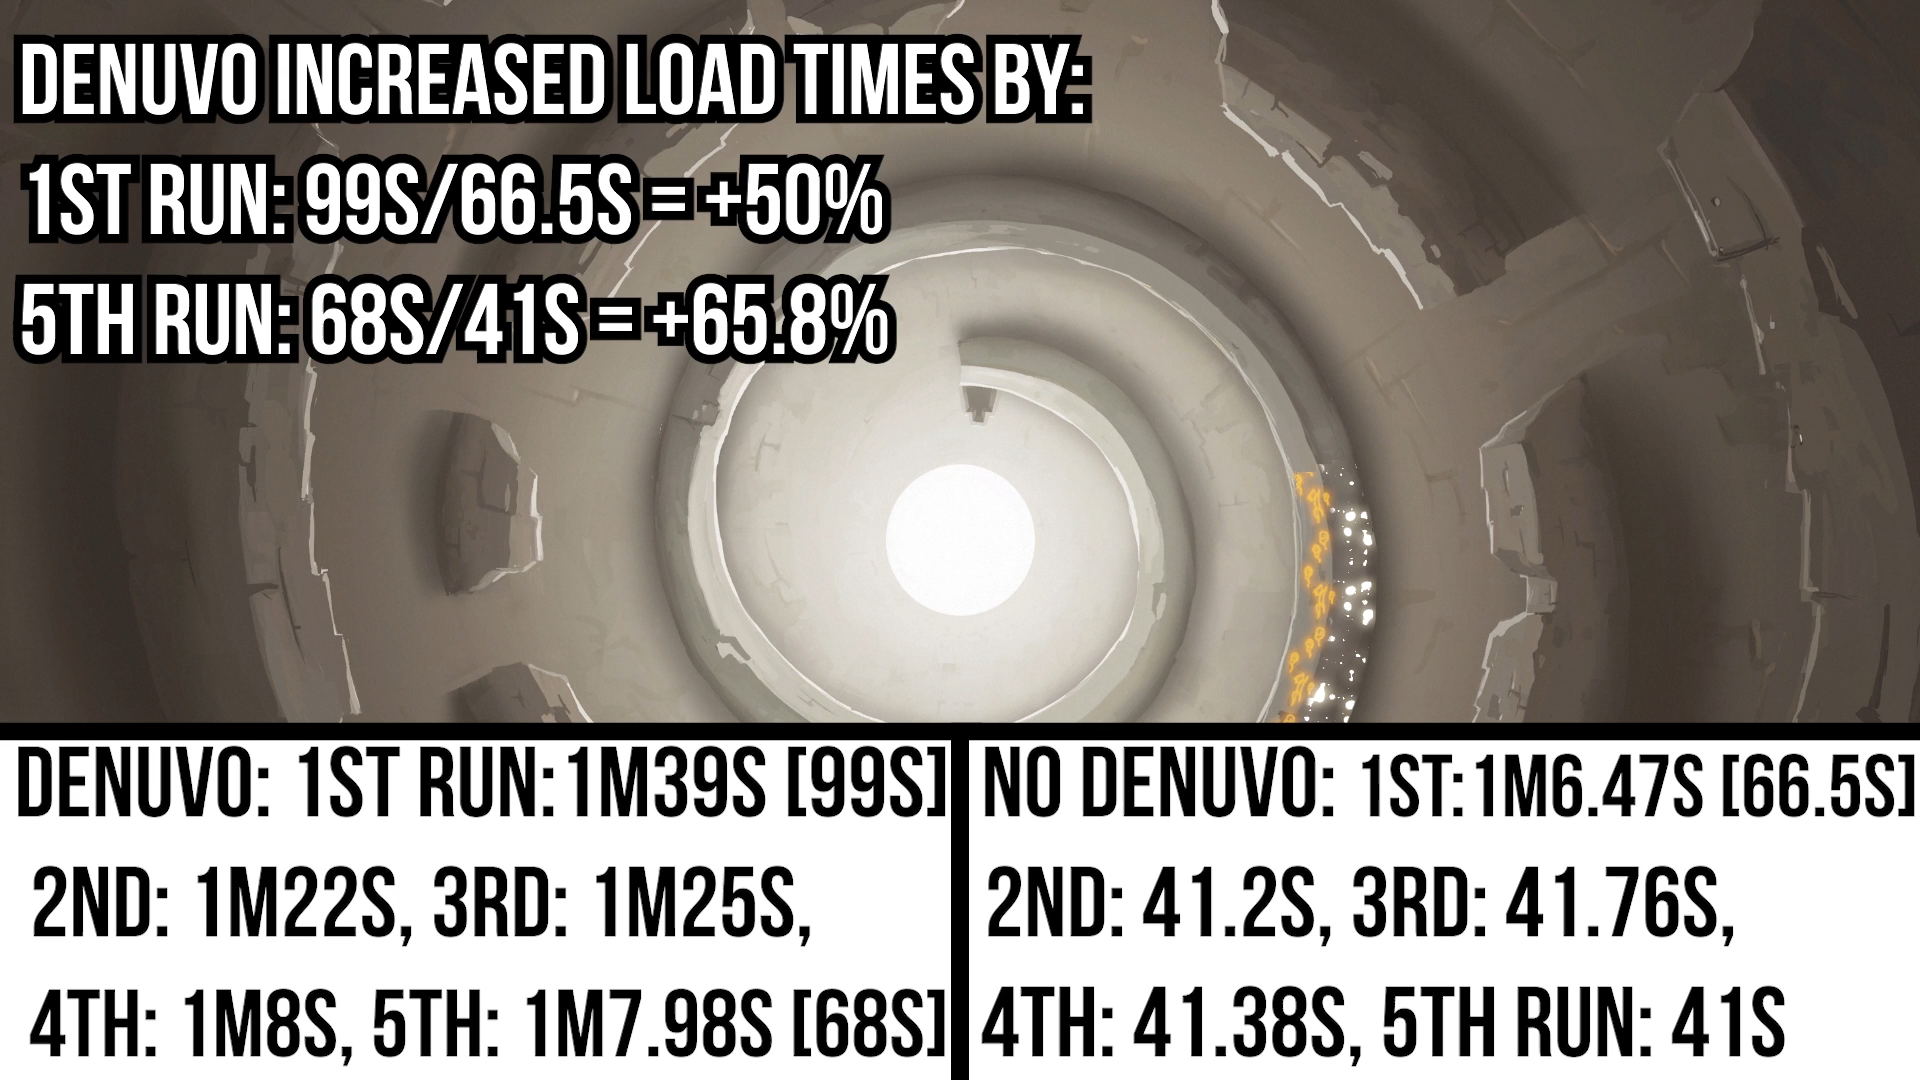 DENUVO INCREASED LOAD TIMES BY:
1ST RUN: 99S/66.5S = +50%
5TH RUN: 68S/41S = +65.8%
DENUVO: 1ST RUN: 1M39S [99S]
2ND: 1M22S, 3RD: 1M25S,
4TH: 1M8S, 5TH: 1M7.98S [68S]
NO DENUVO: 1ST: 1M6.47S [66.5S]
2ND: 41.2S, 3RD: 41.76S,
4TH: 41.38S, 5TH RUN: 41S